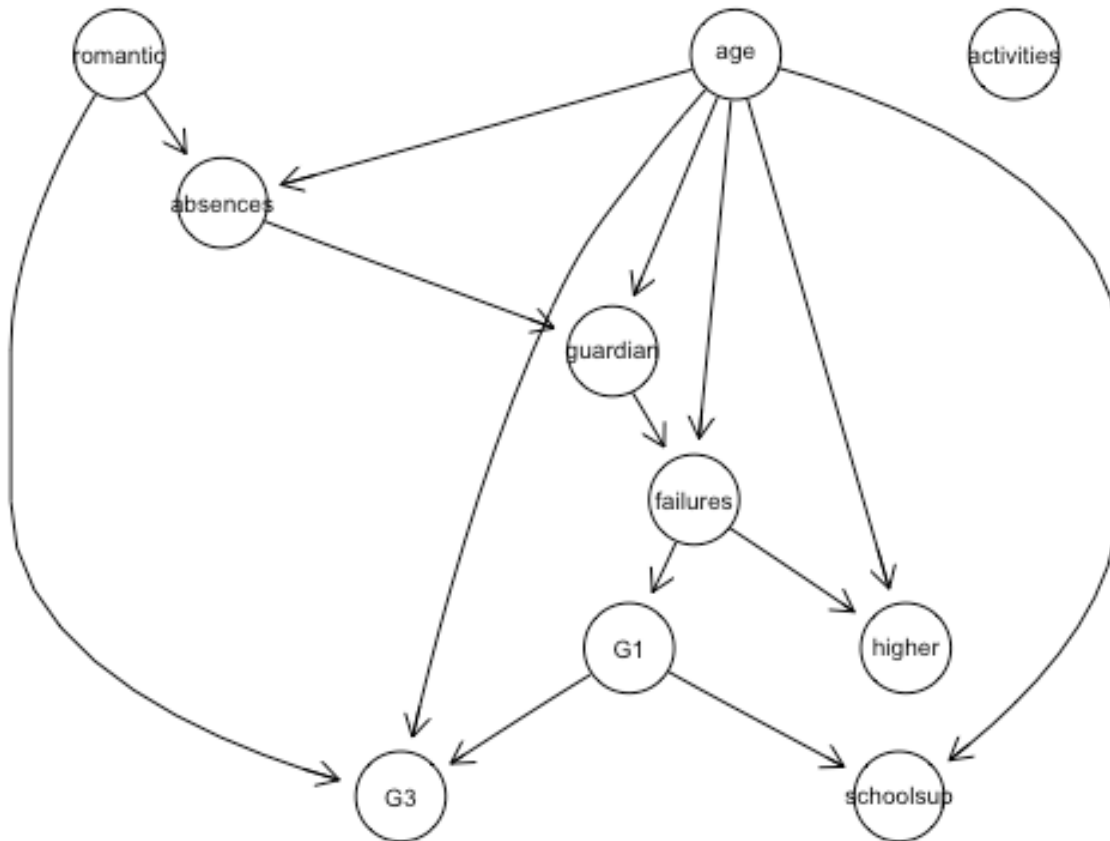 romantic
age
activities
absences
guardian
failures
G1
higher
G3
schoolsup